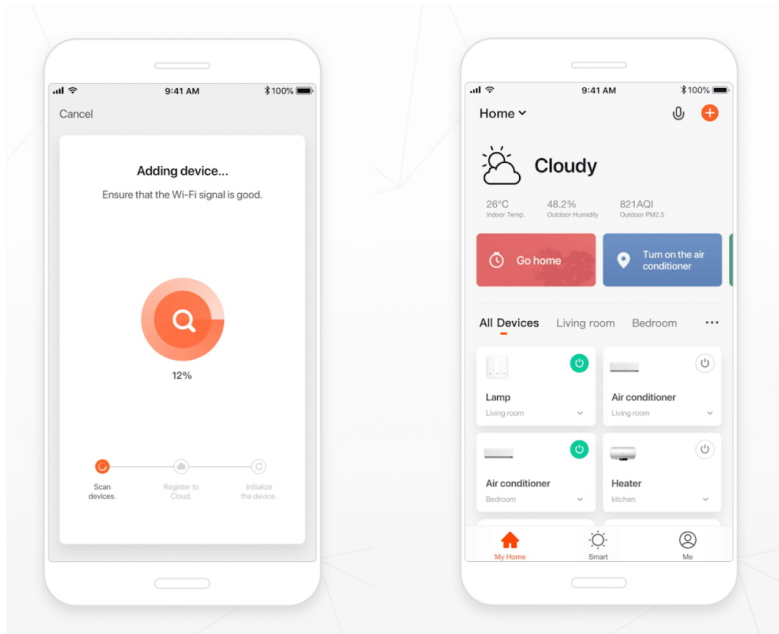 9:41 AM
100%
Cancel
Adding device...
Ensure that the Wi-Fi signal is good.
12%
Scan
devices.
Register to
Cloud.
Initialize
the device.
9:41 AM
100%
Home
Cloudy
26°C
48.2%
821AQI
Indoor Temp.
Outdoor Humidity
Outdoor PM2.5
Go home
Turn on the air
conditioner
All Devices
Living room
Bedroom
Lamp
Living room
Air conditioner
Living room
Air conditioner
Bedroom
Heater
kitchen
My Home
Smart
Me